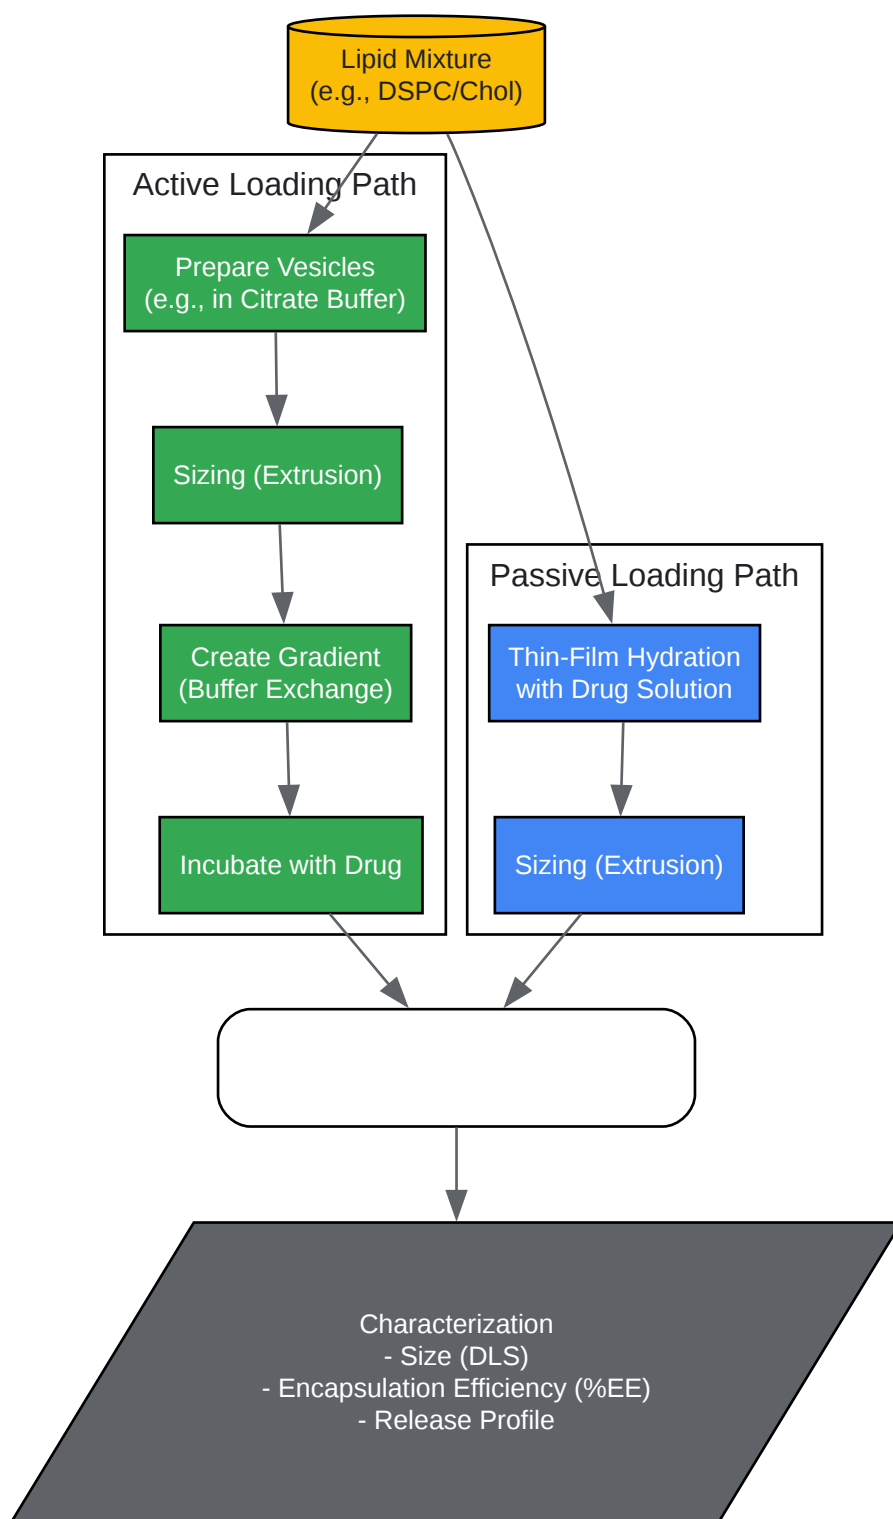 Lipid Mixture
(e.g., DSPC/Chol)
Active Loading Path
Prepare Vesicles
(e.g., in Citrate Buffer)
Sizing (Extrusion)
Create Gradient
(Buffer Exchange)
Incubate with Drug
Passive Loading Path
Thin-Film Hydration
with Drug Solution
Sizing (Extrusion)
Characterization
- Size (DLS)
- Encapsulation Efficiency (%EE)
- Release Profile